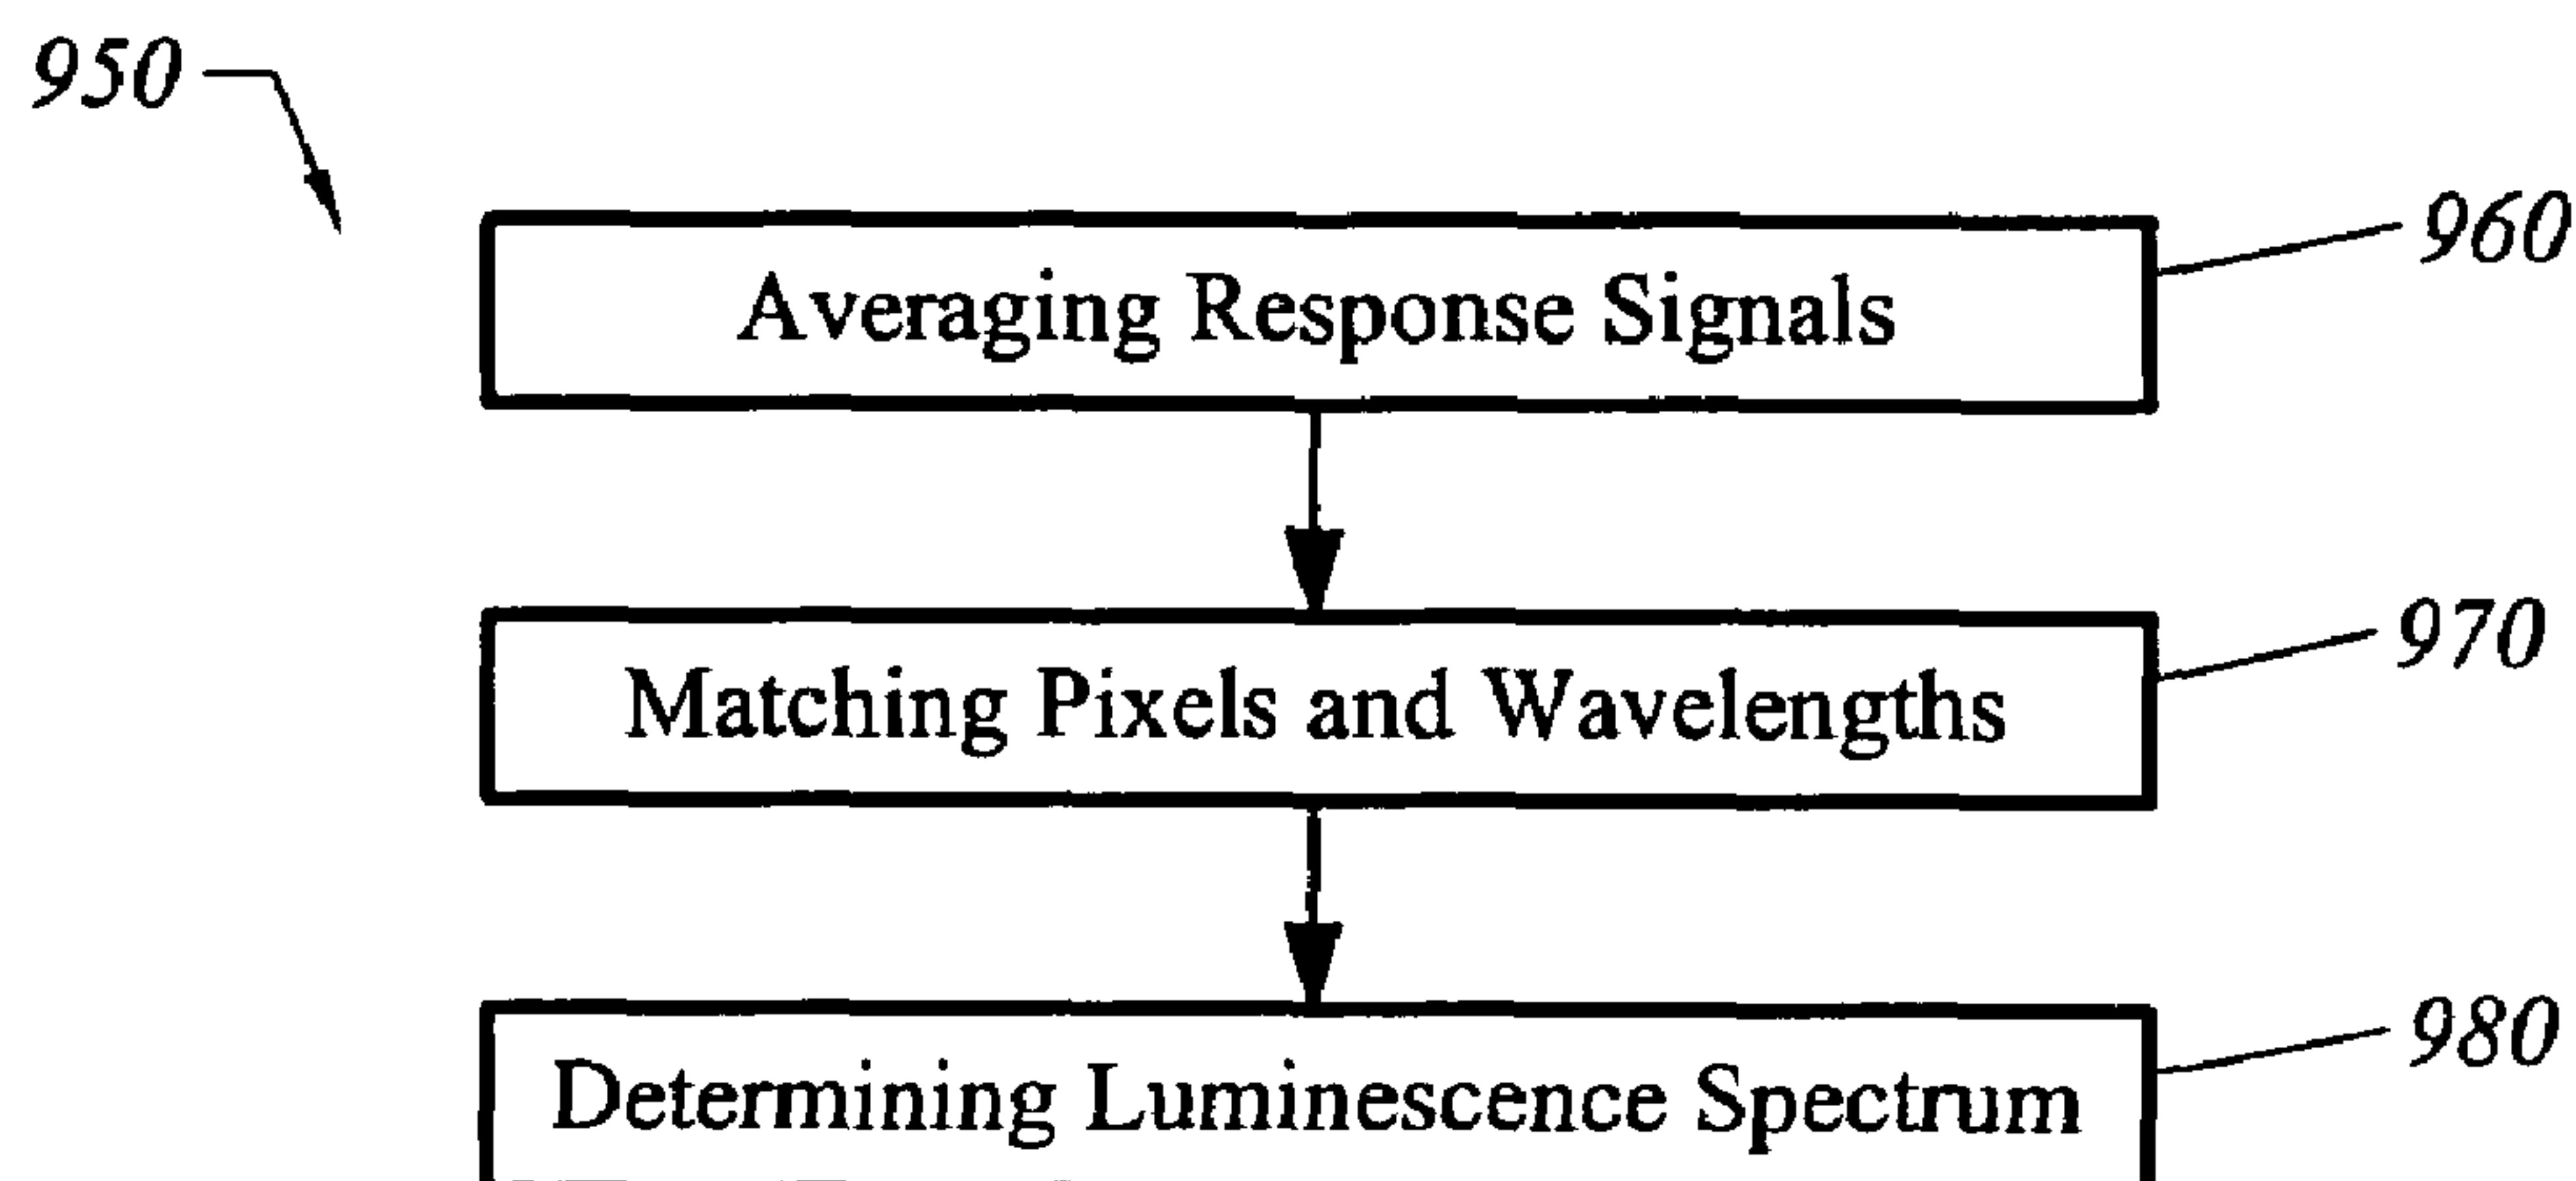 950
960
Averaging Response Signals
970
Matching Pixels and Wavelengths
980
Determining Luminescence Spectrum